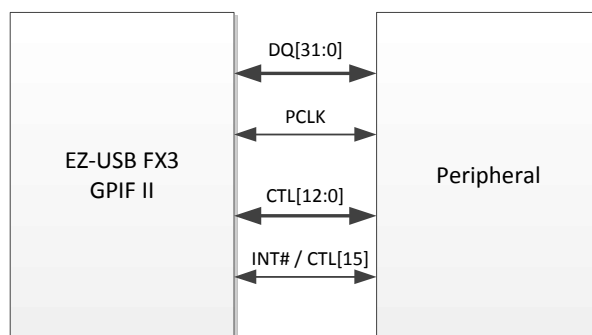 DQ[31:0]
PCLK
EZ-USB FX3
GPIF II
Peripheral
CTL[12:0]
INT# / CTL[15]